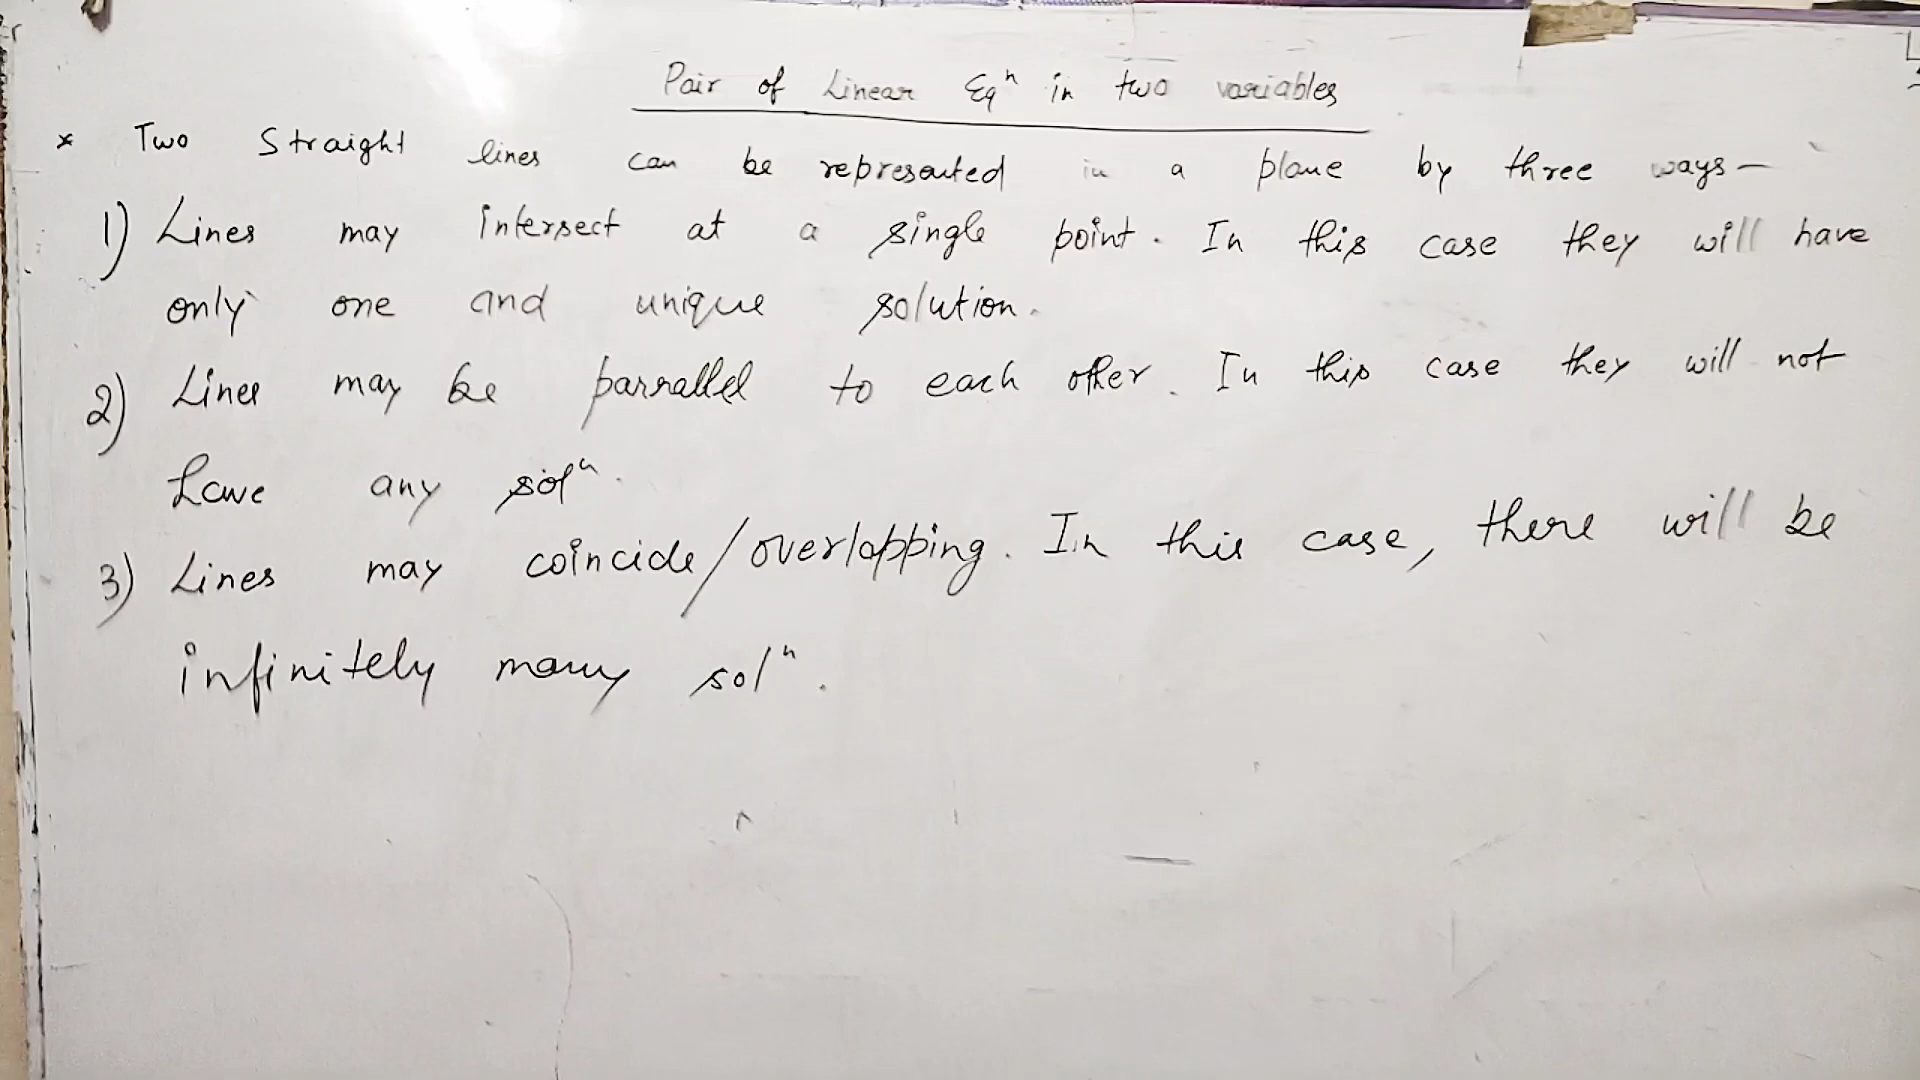 Pair of Linear Eqⁿ in two variables
* Two Straight lines can be represented in a plane by three ways -
1) Lines may intersect at a single point. In this case they will have
only one and unique solution.
2) Lines may be parrallel to each other. In this case they will not
have any solⁿ.
3) Lines may coincide/overlapping. In this case, there will be
infinitely many solⁿ.